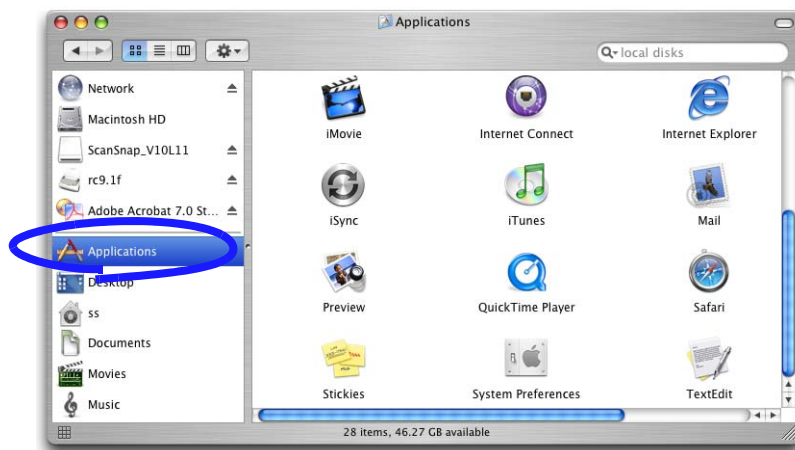 Applications
local disks
Network
Macintosh HD
ScanSnap_V10L11
rc9.1f
Adobe Acrobat 7.0 St...
Applications
Desktop
ss
Documents
Movies
Music
iMovie
Internet Connect
Internet Explorer
iSync
iTunes
Mail
Preview
QuickTime Player
Safari
Stickies
System Preferences
TextEdit
28 items, 46.27 GB available